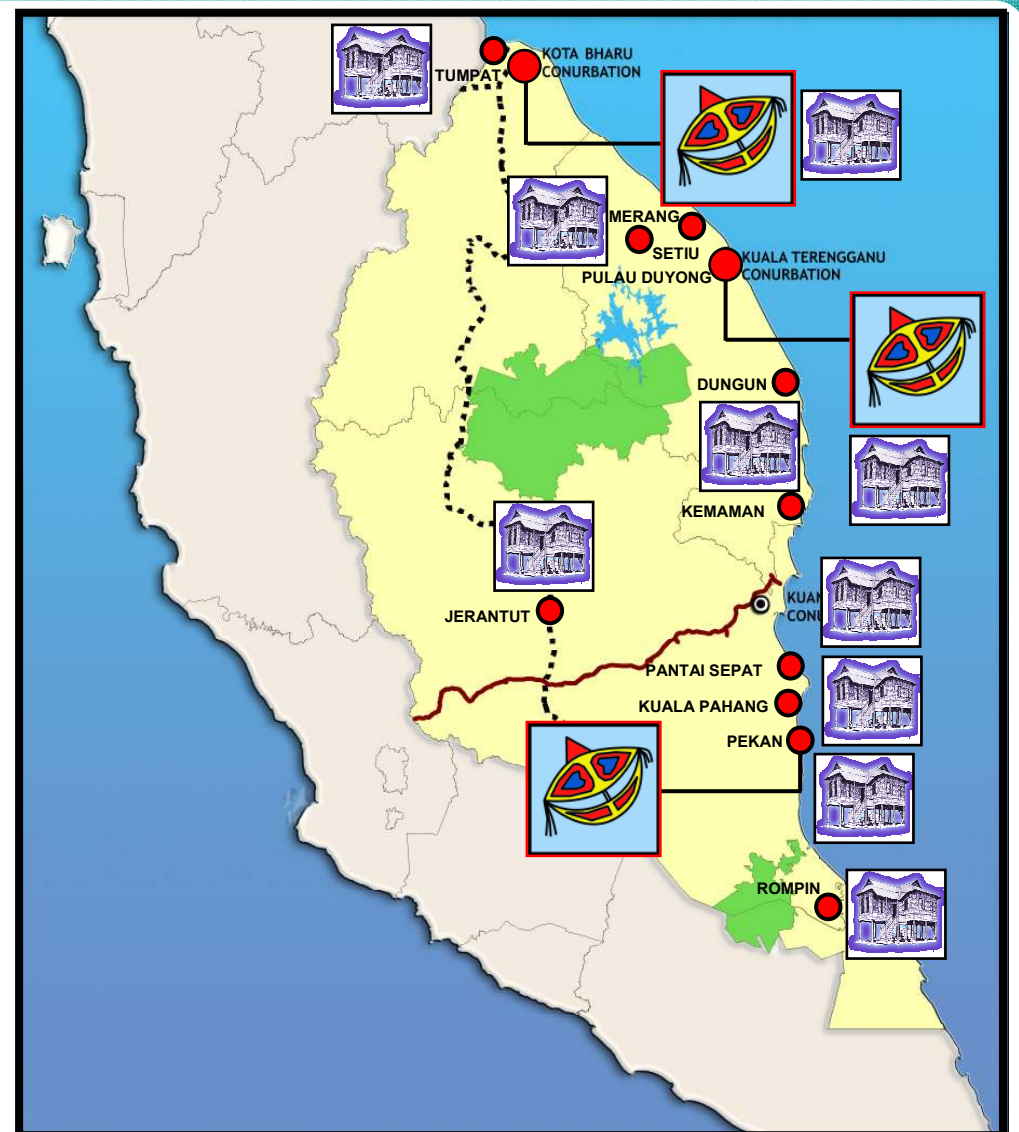 KOTA BHARU
CONURBATION
TUMPAT
MERANG
SETIU
KUALA TERENGGANU
CONURBATION
PULAU DUYONG
DUNGUN
KEMAMAN
JERANTUT
PANTAI SEPAT
KUALA PAHANG
PEKAN
ROMPIN